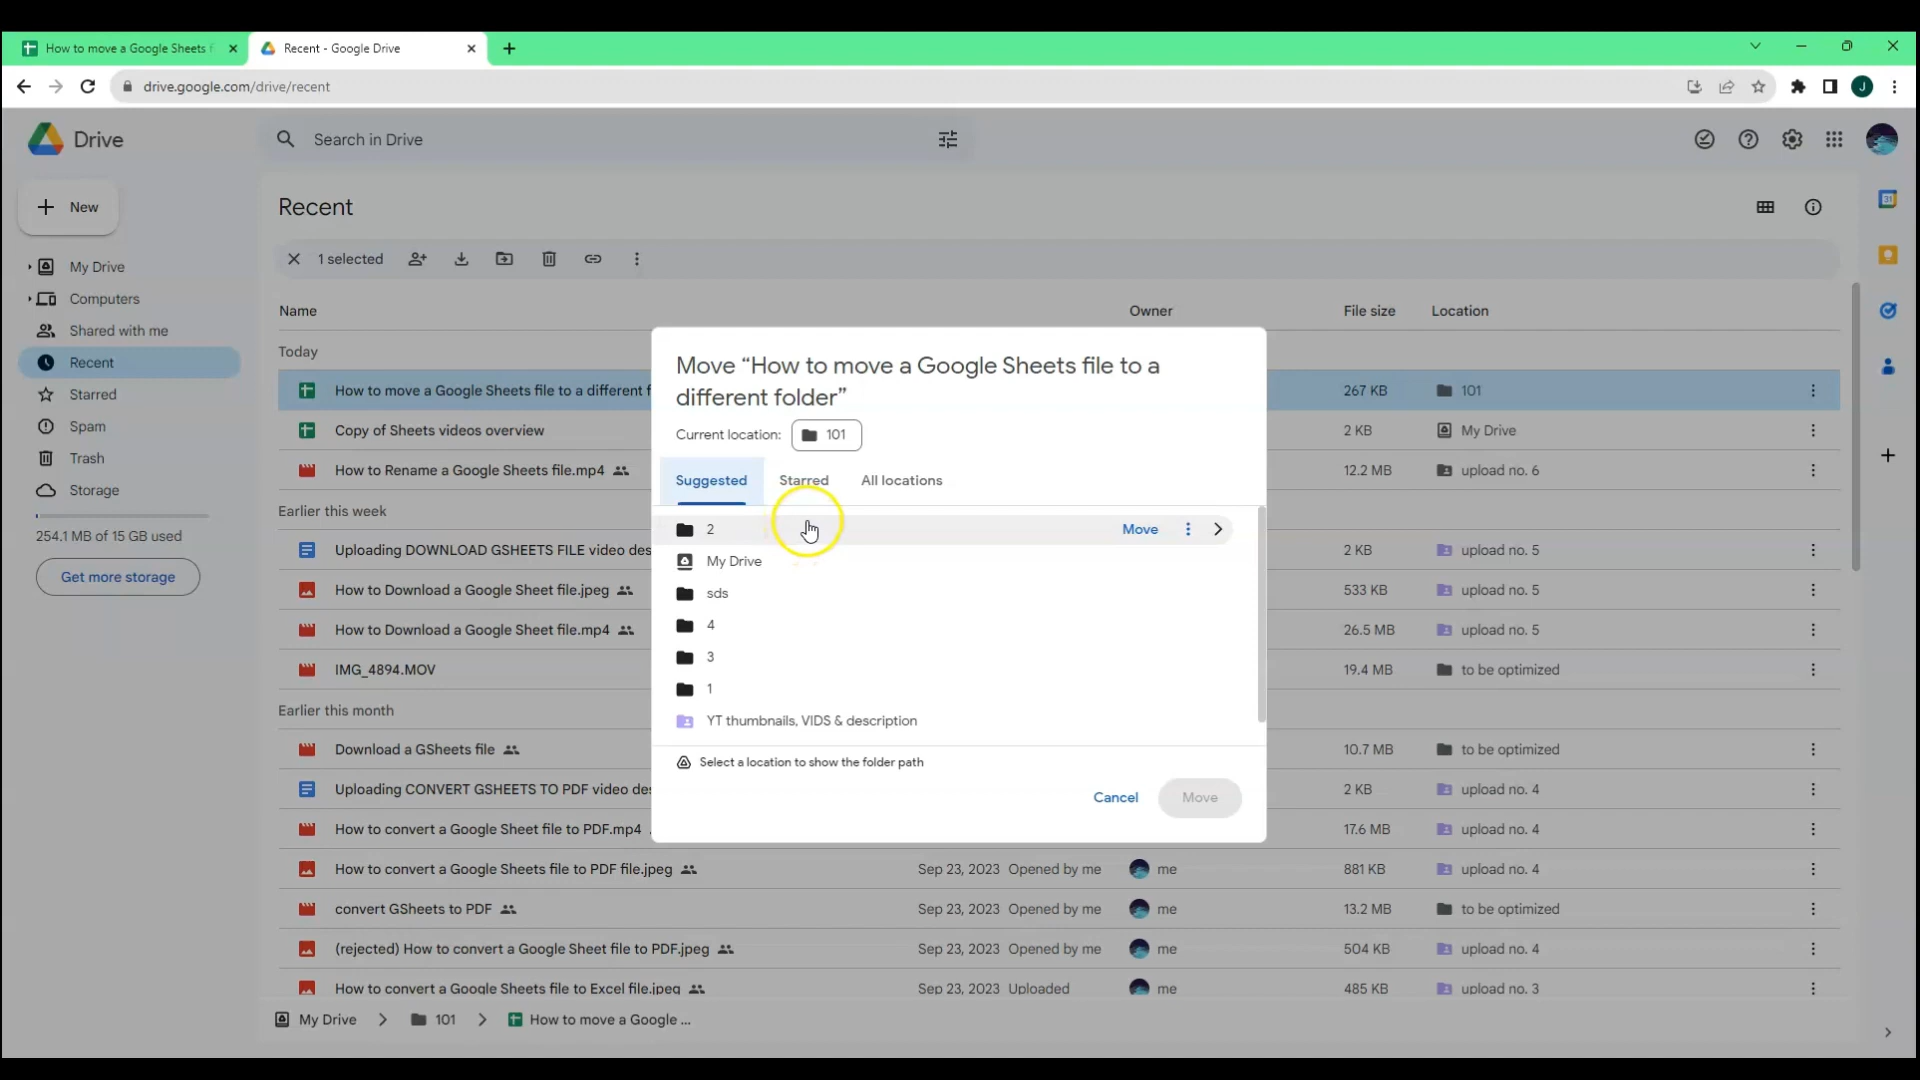 How to move a Google Sheets f
Recent - Google Drive
drive.google.com/drive/recent
J
Drive
Search in Drive
New
My Drive
Computers
Shared with me
Recent
Starred
Spam
Trash
Storage
254.1 MB of 15 GB used
Get more storage
Recent
1 selected
Name
Owner
File size
Location
Today
How to move a Google Sheets file to a different f
267 KB
101
Copy of Sheets videos overview
2 KB
My Drive
How to Rename a Google Sheets file.mp4
12.2 MB
upload no. 6
Earlier this week
Uploading DOWNLOAD GSHEETS FILE video des
2 KB
upload no. 5
How to Download a Google Sheet file.jpeg
533 KB
upload no. 5
How to Download a Google Sheet file.mp4
26.5 MB
upload no. 5
IMG_4894.MOV
19.4 MB
to be optimized
Earlier this month
Download a GSheets file
10.7 MB
to be optimized
Uploading CONVERT GSHEETS TO PDF video des
2 KB
upload no. 4
How to convert a Google Sheet file to PDF.mp4
17.6 MB
upload no. 4
How to convert a Google Sheets file to PDF file.jpeg
Sep 23, 2023 Opened by me
me
881 KB
upload no. 4
convert GSheets to PDF
Sep 23, 2023 Opened by me
me
13.2 MB
to be optimized
(rejected) How to convert a Google Sheet file to PDF.jpeg
Sep 23, 2023 Opened by me
me
504 KB
upload no. 4
How to convert a Google Sheets file to Excel file.jpeg
Sep 23, 2023 Uploaded
me
485 KB
upload no. 3
My Drive
101
How to move a Google ...
Move “How to move a Google Sheets file to a
different folder”
Current location:
101
Suggested
Starred
All locations
2
Move
My Drive
sds
4
3
1
YT thumbnails, VIDS & description
Select a location to show the folder path
Cancel
Move
31